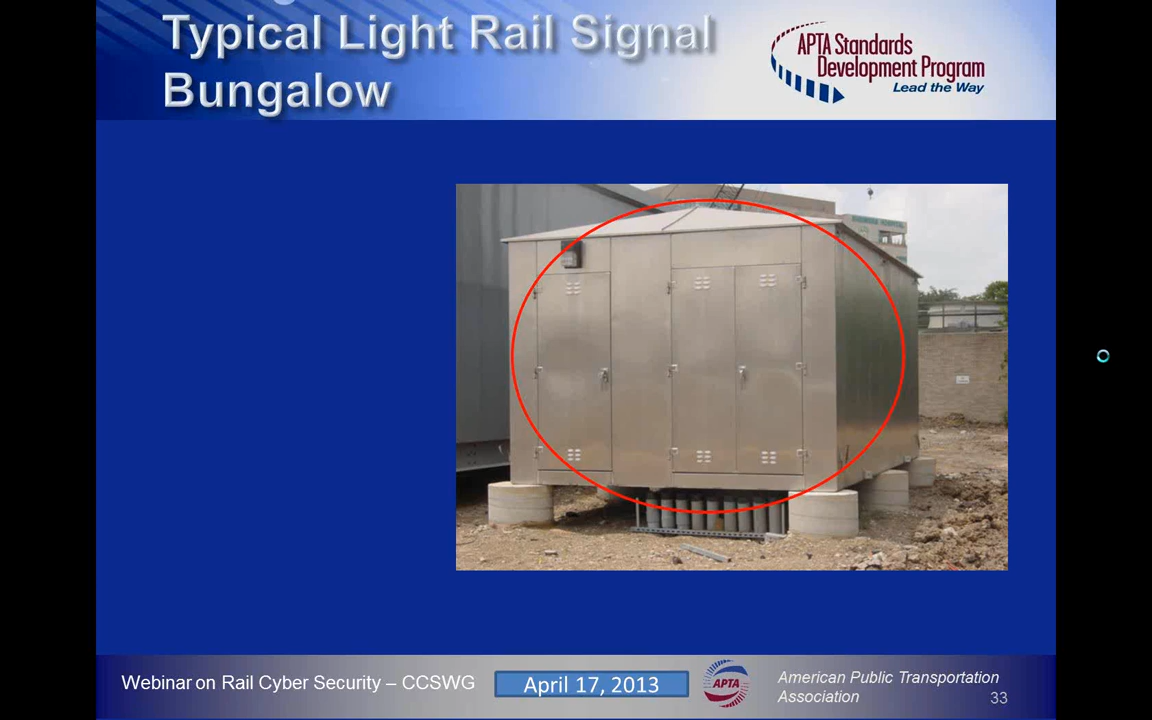 Typical Light Rail Signal
Bungalow
APTA Standards
Development Program
Lead the Way
Webinar on Rail Cyber Security – CCSWG
April 17, 2013
APTA
American Public Transportation
Association
33